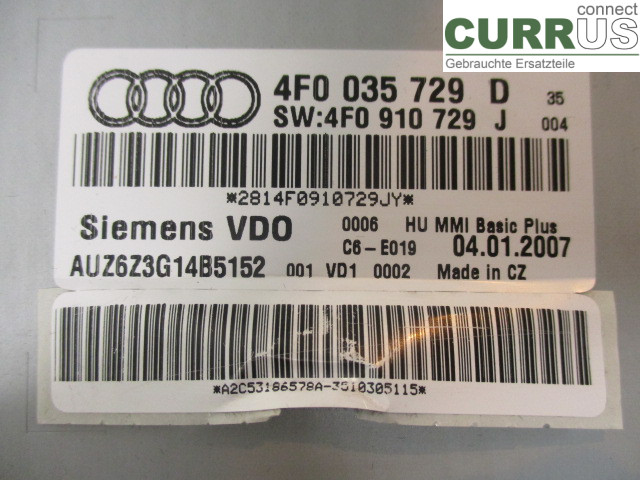 connect
CURRUS
Gebrauchte Ersatzteile
4F0 035 729 D 35
SW:4F0 910 729 J 004
*2814F0910729JY*
Siemens VDO 0006 HU MMI Basic Plus
C6-E019 04.01.2007
AUZ6Z3G14B5152 001 VD1 0002 Made in CZ
*A2C53186578A-3510305115*